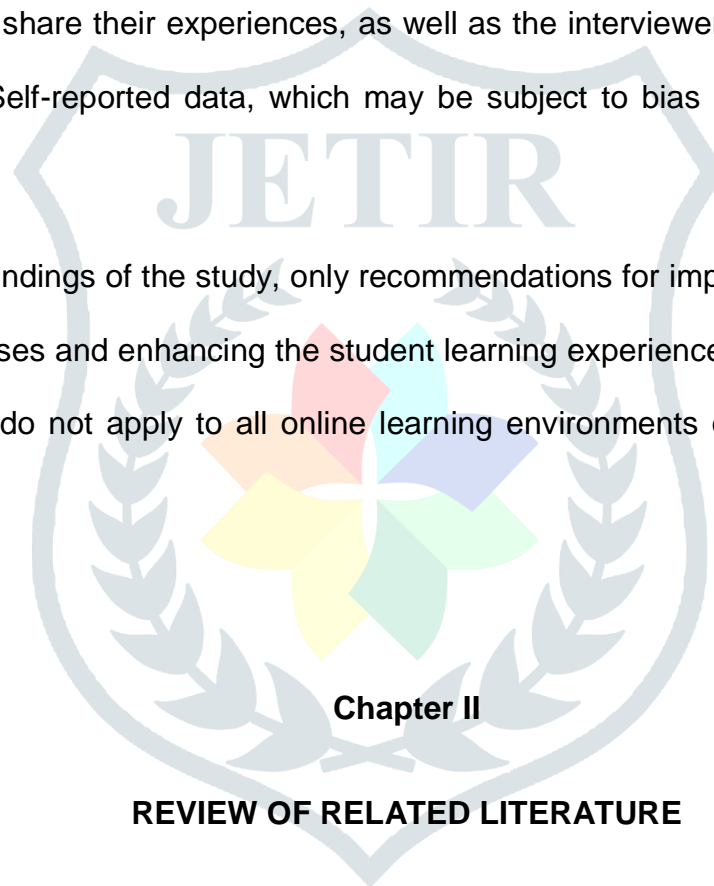 share their experiences, as well as the interviewer
Self-reported data, which may be subject to bias
JETIR
ndings of the study, only recommendations for imp
ses and enhancing the student learning experience
do not apply to all online learning environments
Chapter II
REVIEW OF RELATED LITERATURE